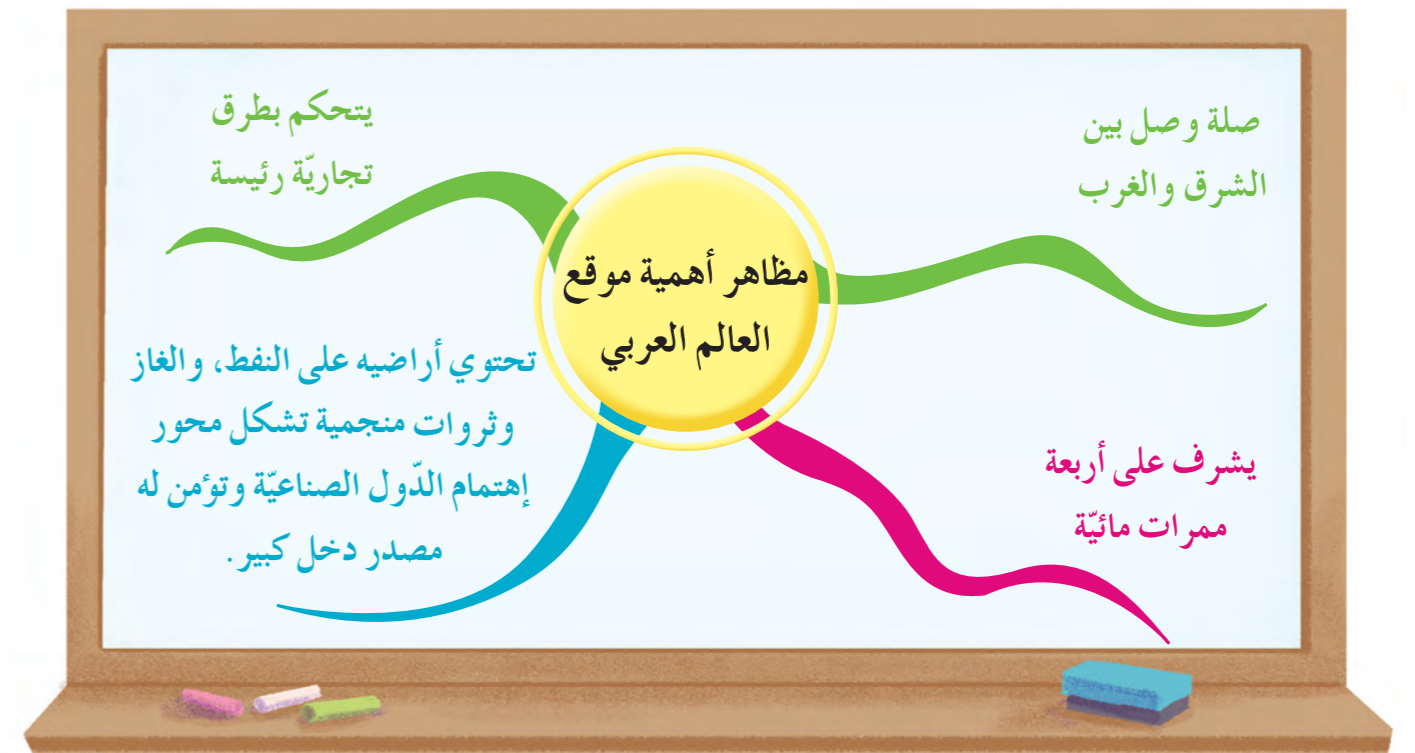 مظاهر أهمية موقع
العالم العربي
صلة وصل بين
الشرق والغرب
يتحكم بطرق
تجاريّة رئيسة
يشرف على أربعة
ممرات مائيّة
تحتوي أراضيه على النفط، والغاز
وثروات منجمية تشكل محور
إهتمام الدّول الصناعيّة وتؤمن له
مصدر دخل كبير.